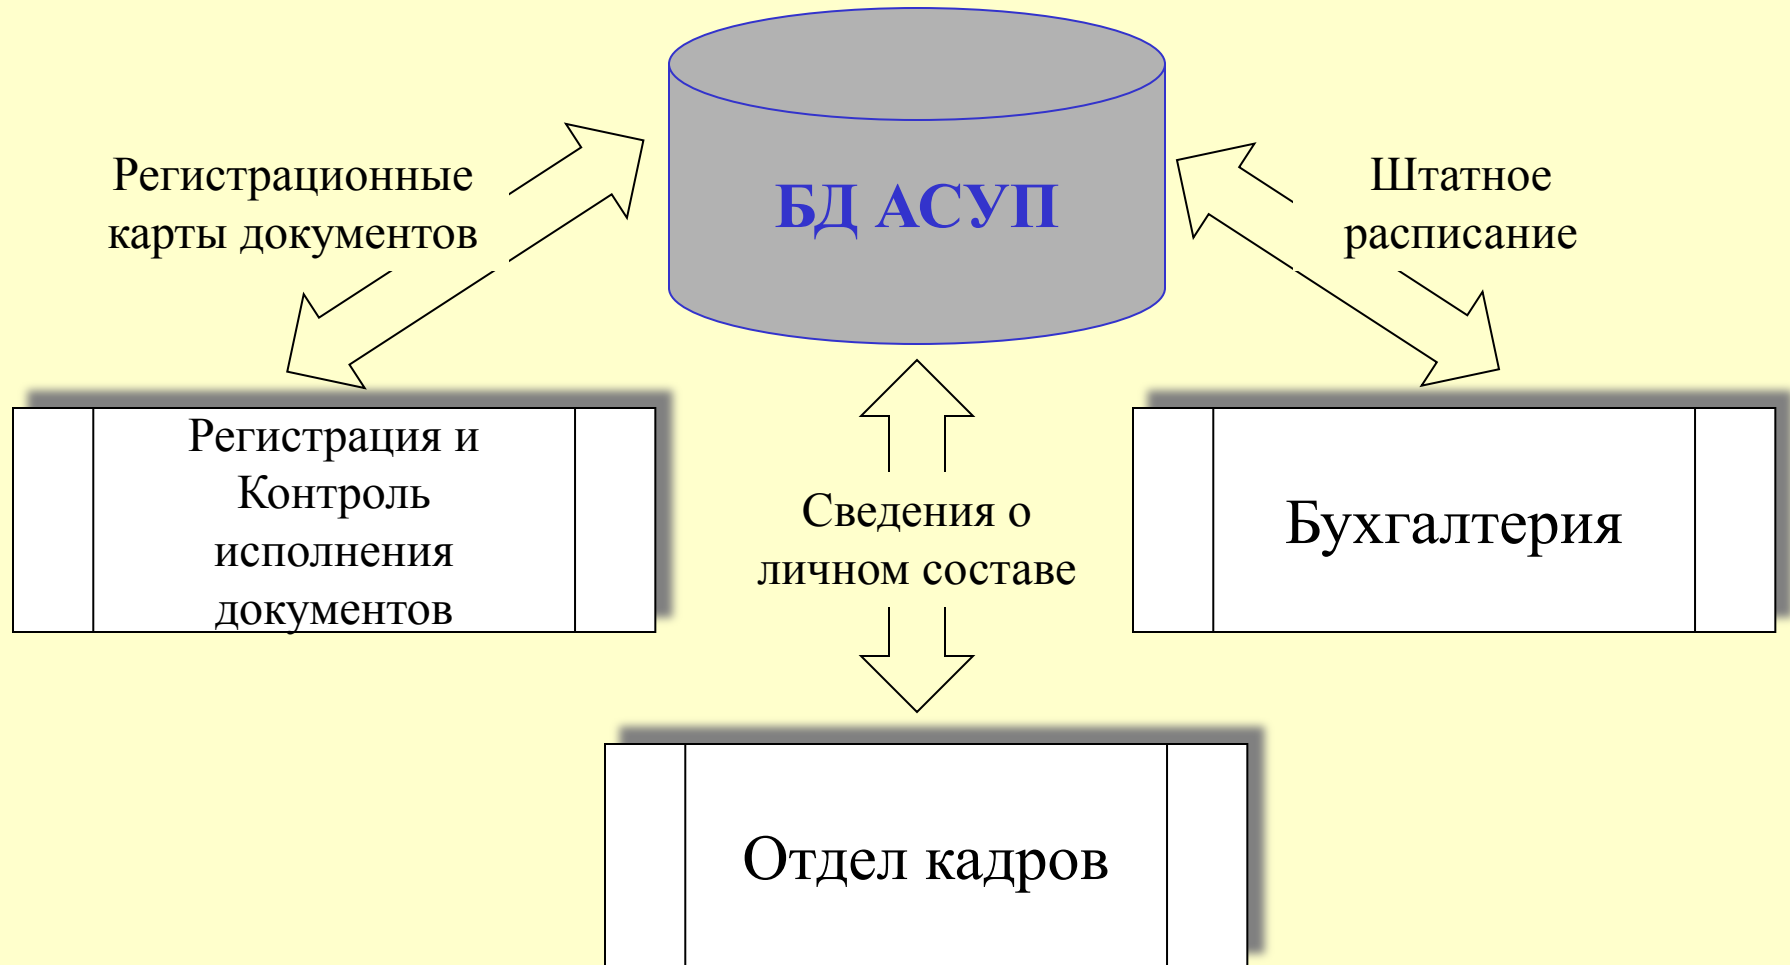 БД АСУП
Регистрационные
карты документов
Штатное
расписание
Регистрация и
Контроль
исполнения
документов
Сведения о
личном составе
Бухгалтерия
Отдел кадров